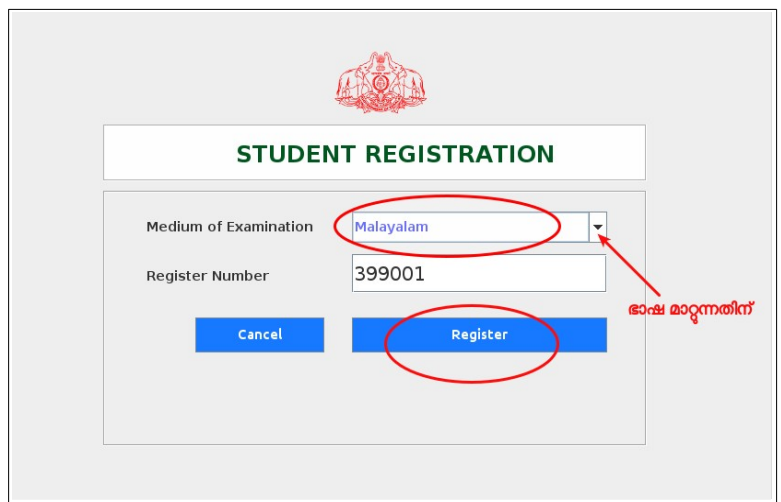 STUDENT REGISTRATION
Medium of Examination Malayalam
Register Number 399001
ഭാഷ മാറ്റുന്നതിന്
Cancel Register